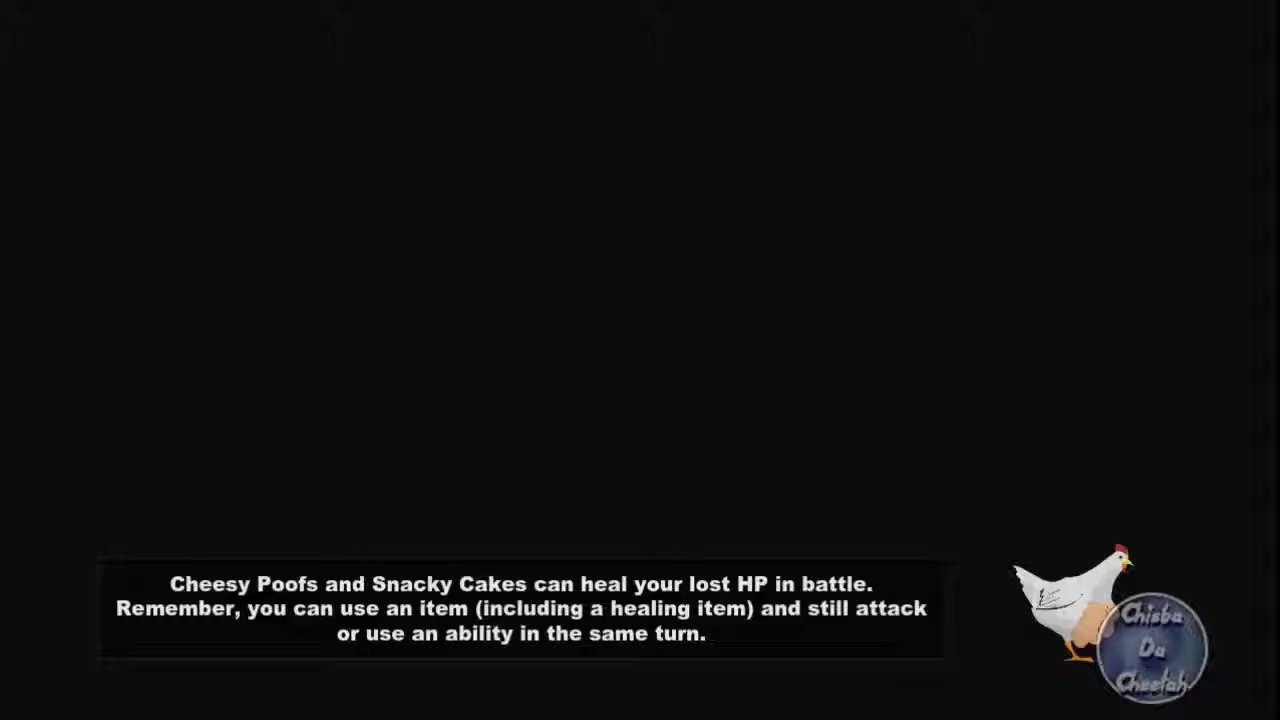 Cheesy Poofs and Snacky Cakes can heal your lost HP in battle.
Remember, you can use an item (including a healing item) and still attack
or use an ability in the same turn.
Chisba
Da
Cheetah